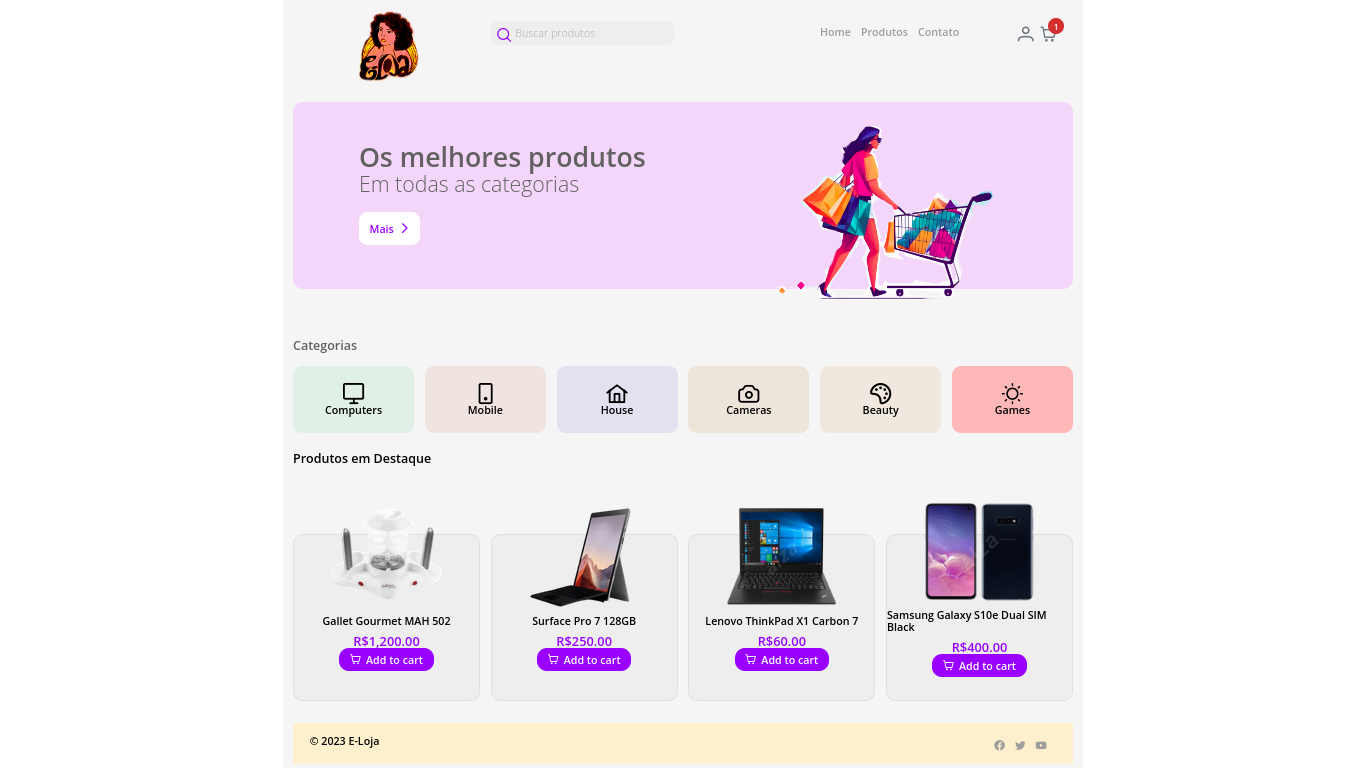 ELOJA
Buscar produtos
Home Produtos Contato
1
Os melhores produtos
Em todas as categorias
Mais
Categorias
Computers
Mobile
House
Cameras
Beauty
Games
Produtos em Destaque
Gallet Gourmet MAH 502
R$1,200.00
Add to cart
Surface Pro 7 128GB
R$250.00
Add to cart
Lenovo ThinkPad X1 Carbon 7
R$60.00
Add to cart
Samsung Galaxy S10e Dual SIM
Black
R$400.00
Add to cart
© 2023 E-Loja